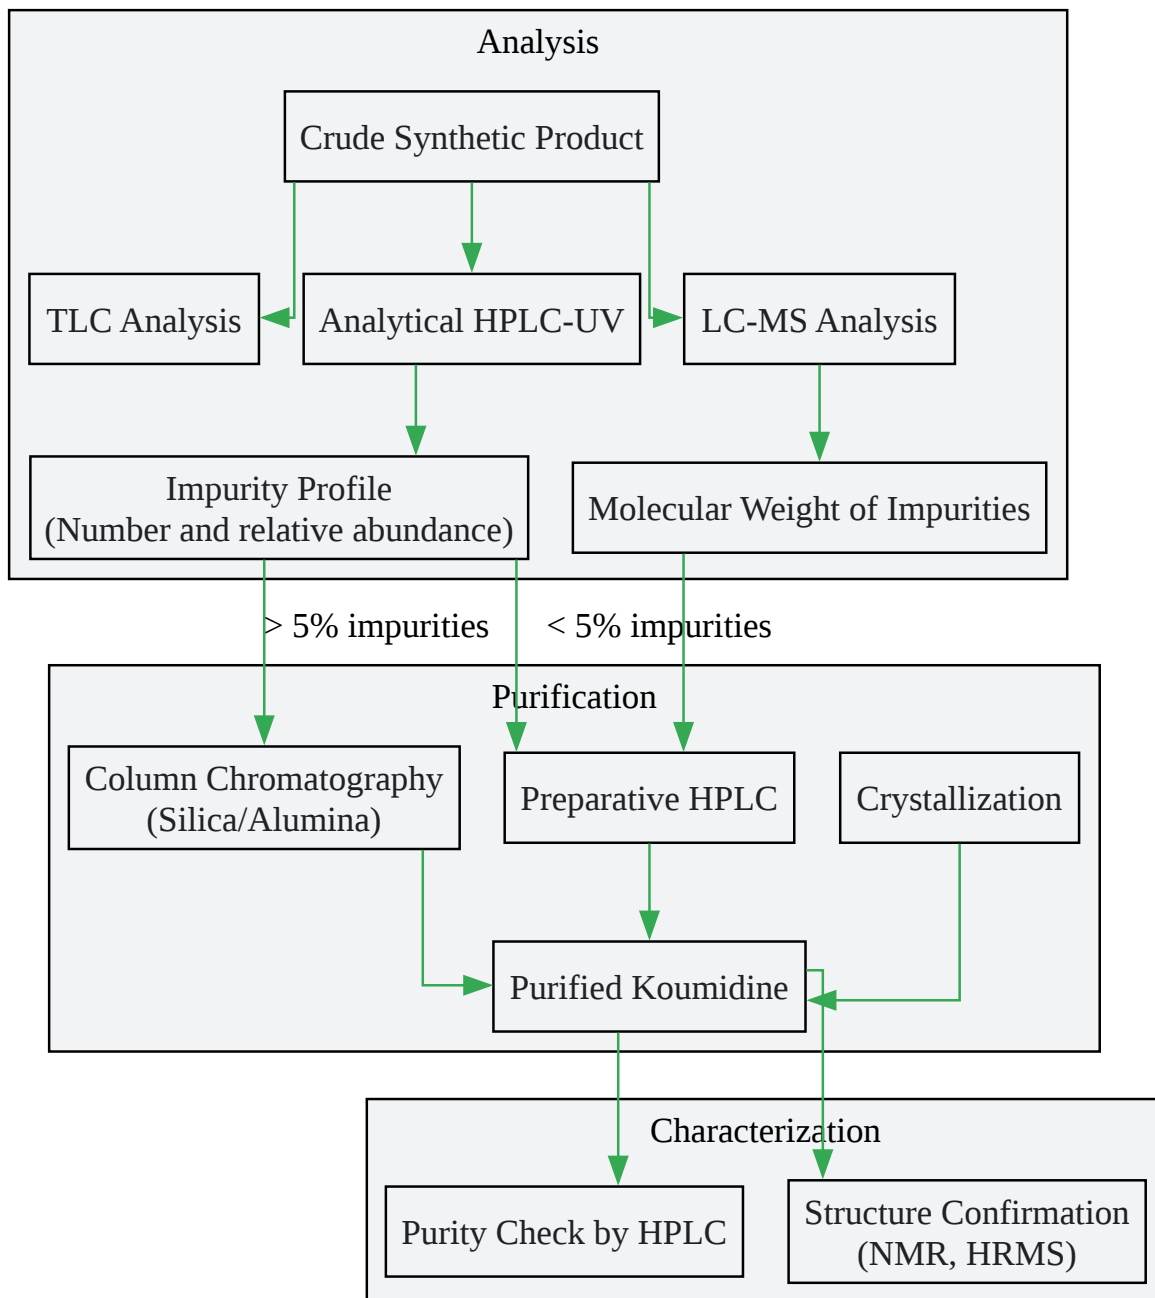 Analysis
Crude Synthetic Product
TLC Analysis
Analytical HPLC-UV
LC-MS Analysis
Impurity Profile
(Number and relative abundance)
Molecular Weight of Impurities
> 5% impurities
< 5% impurities
Purification
Column Chromatography
(Silica/Alumina)
Preparative HPLC
Crystallization
Purified Koumidine
Characterization
Purity Check by HPLC
Structure Confirmation
(NMR, HRMS)